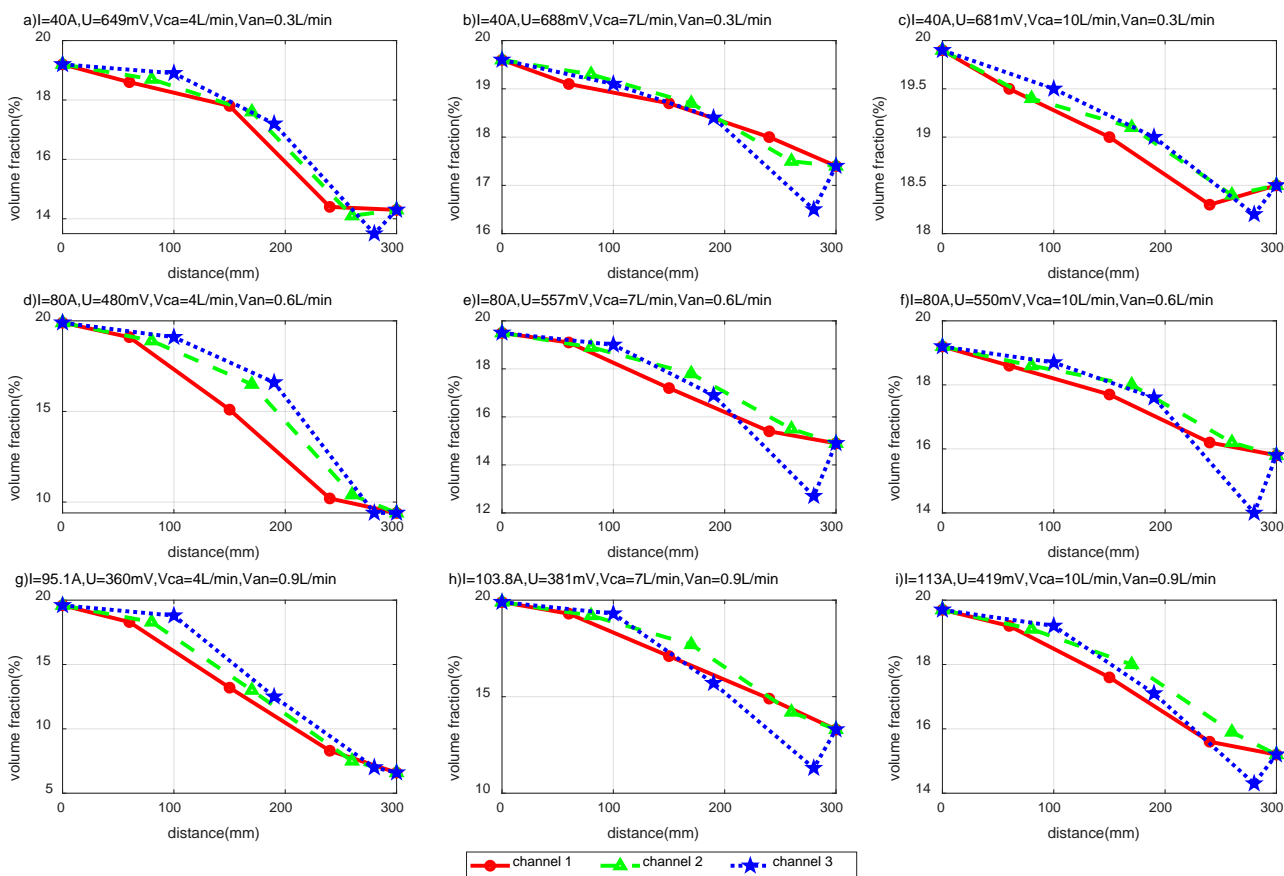 a)I=40A,U=649mV,Vca=4L/min,Van=0.3L/min
20
18
16
14
volume fraction(%)
0 100 200 300
distance(mm)
b)I=40A,U=688mV,Vca=7L/min,Van=0.3L/min
20
19
18
17
16
volume fraction(%)
0 100 200 300
distance(mm)
c)I=40A,U=681mV,Vca=10L/min,Van=0.3L/min
20
19.5
19
18.5
18
volume fraction(%)
0 100 200 300
distance(mm)
d)I=80A,U=480mV,Vca=4L/min,Van=0.6L/min
20
15
10
volume fraction(%)
0 100 200 300
distance(mm)
e)I=80A,U=557mV,Vca=7L/min,Van=0.6L/min
20
18
16
14
12
volume fraction(%)
0 100 200 300
distance(mm)
f)I=80A,U=550mV,Vca=10L/min,Van=0.6L/min
20
18
16
14
volume fraction(%)
0 100 200 300
distance(mm)
g)I=95.1A,U=360mV,Vca=4L/min,Van=0.9L/min
20
15
10
5
volume fraction(%)
0 100 200 300
distance(mm)
h)I=103.8A,U=381mV,Vca=7L/min,Van=0.9L/min
20
15
10
volume fraction(%)
0 100 200 300
distance(mm)
i)I=113A,U=419mV,Vca=10L/min,Van=0.9L/min
20
18
16
14
volume fraction(%)
0 100 200 300
distance(mm)
channel 1 channel 2 channel 3